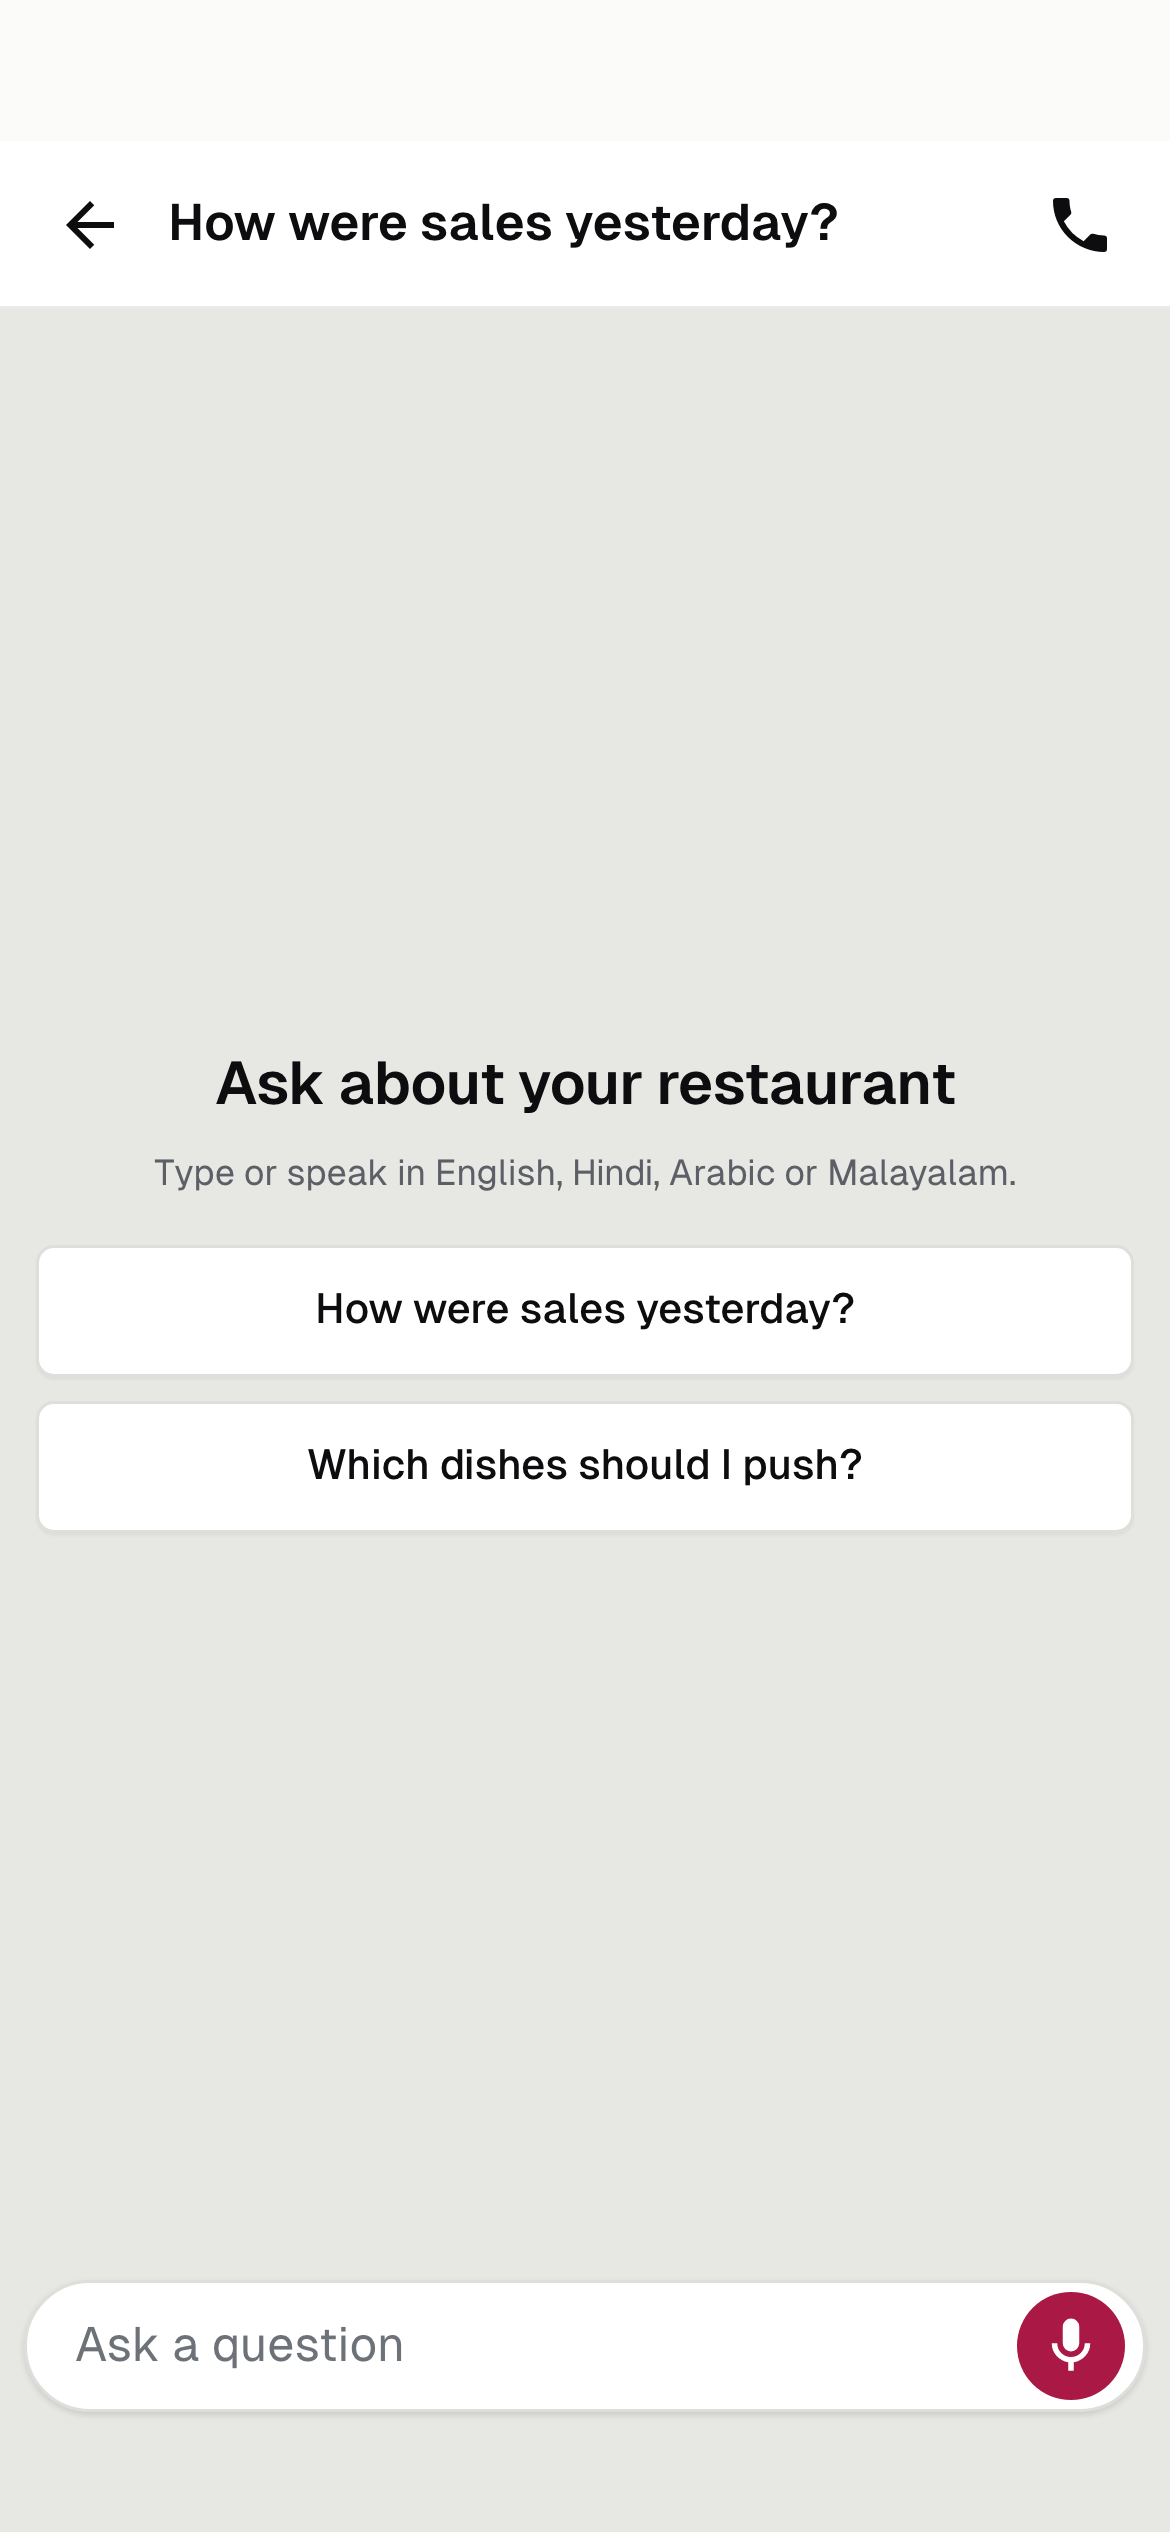 How were sales yesterday?
Ask about your restaurant
Type or speak in English, Hindi, Arabic or Malayalam.
How were sales yesterday?
Which dishes should I push?
Ask a question